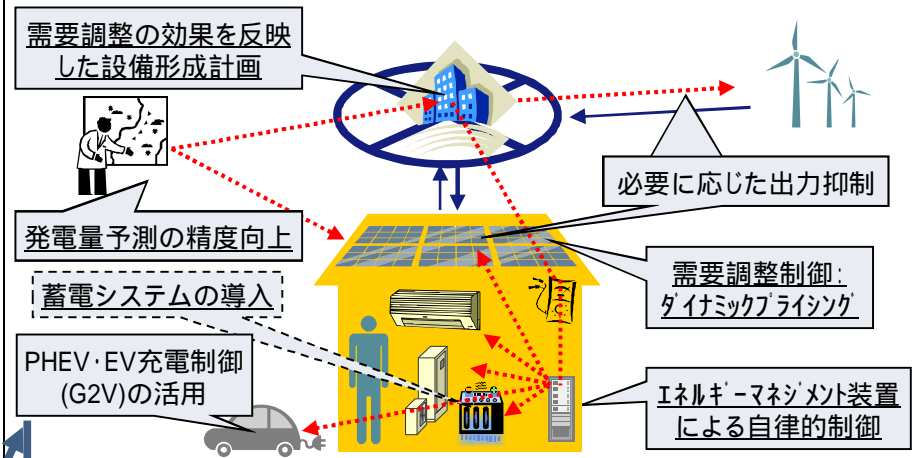 需要調整の効果を反映
した設備形成計画
必要に応じた出力抑制
発電量予測の精度向上
需要調整制御:
ダイナミックプライシング
蓄電システムの導入
PHEV・EV充電制御
(G2V)の活用
エネルギーマネジメント装置
による自律的制御